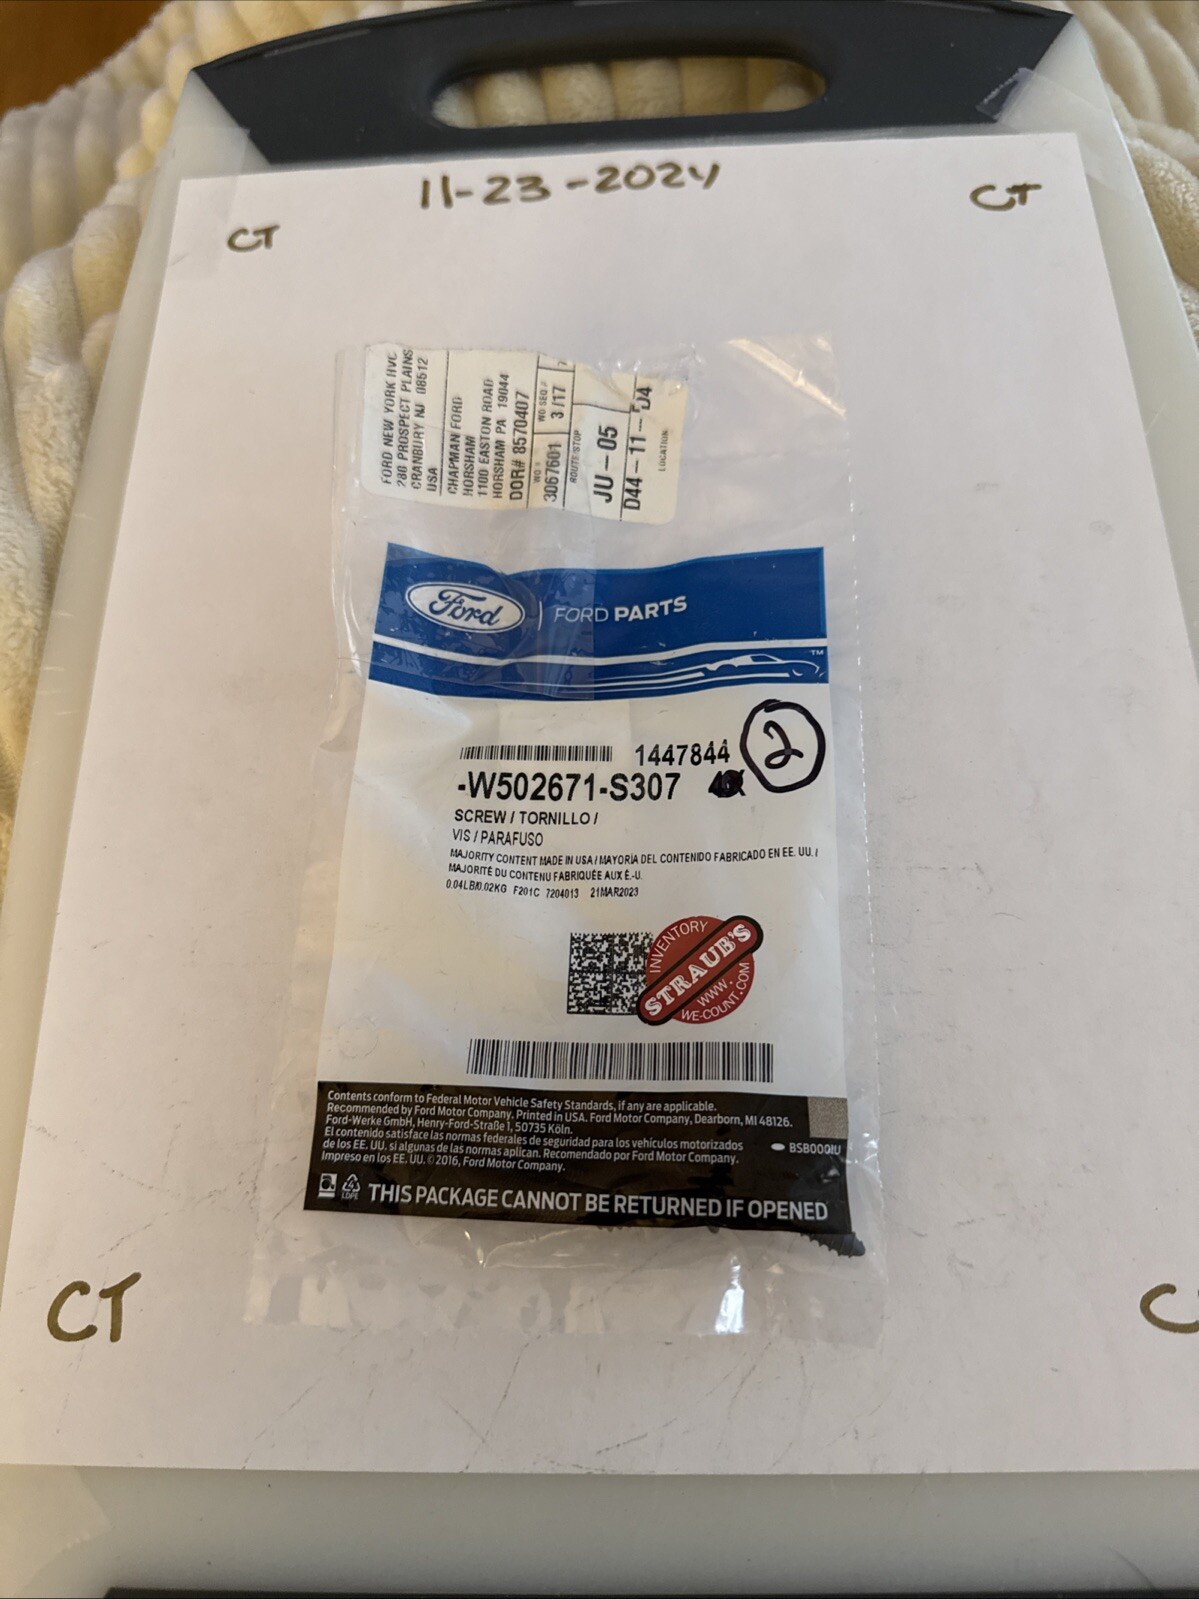 11-23-2024
CT
CT
FORD NEW YORK HVC
280 PROSPECT PLAINS
CRANBURY NJ 08512
USA
CHAPMAN FORD
HORSHAM
1100 EASTON ROAD
HORSHAM PA 19044
DOR# 8570407
WO #
3067601
WO SEQ #
3/17
ROUTE/STOP
JU-05
D44-11-D4
LOCATION
Ford
FORD PARTS
TM
1447844
2
-W502671-S307
SCREW / TORNILLO /
VIS / PARAFUSO
MAJORITY CONTENT MADE IN USA / MAYORÍA DEL CONTENIDO FABRICADO EN EE. UU. /
MAJORITÉ DU CONTENU FABRIQUÉE AUX É.-U.
0.04LB/0.02KG F201C 7204013 21MAR2023
INVENTORY
STRAUB'S
WWW.
WE-COUNT.COM
Contents conform to Federal Motor Vehicle Safety Standards, if any are applicable.
Recommended by Ford Motor Company. Printed in USA. Ford Motor Company, Dearborn, MI 48126.
Ford-Werke GmbH, Henry-Ford-Straße 1, 50735 Köln.
El contenido satisface las normas federales de seguridad para los vehículos motorizados
de los EE. UU. si algunas de las normas aplican. Recomendado por Ford Motor Company.
Impreso en los EE. UU. © 2016, Ford Motor Company.
BSB000IU
4
LDPE
THIS PACKAGE CANNOT BE RETURNED IF OPENED
CT